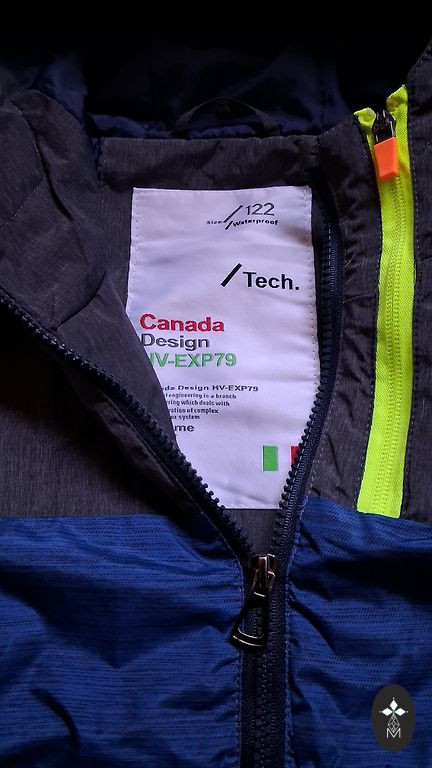 size/122
Waterproof
/Tech.
Canada
Design
HV-EXP79
Design HV-EXP79
engineering is a branch
which deals with
of complex
system
M